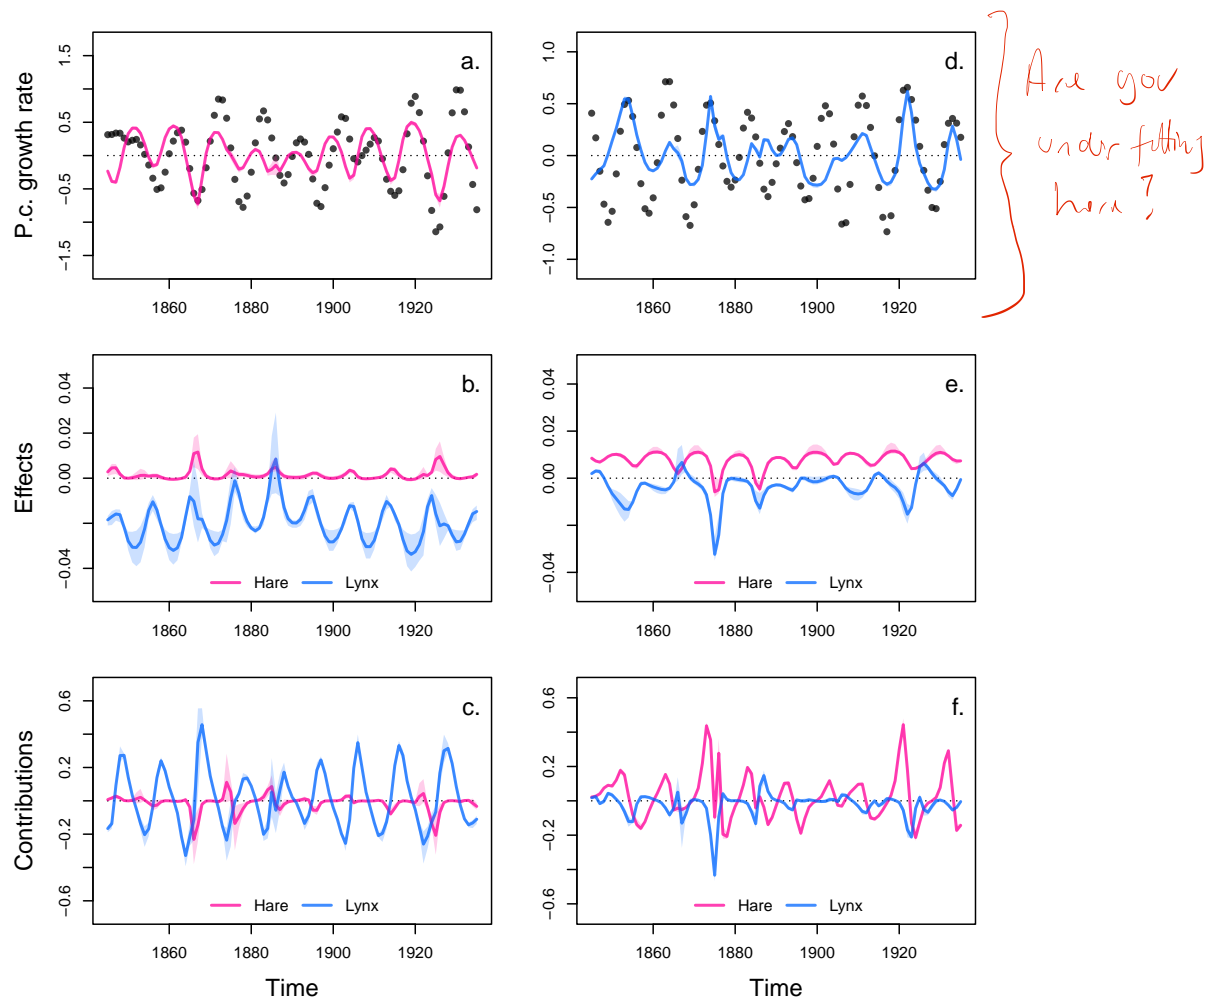 a.
P.c. growth rate
1.5
0.5
−0.5
−1.5
1860 1880 1900 1920
d.
1.0
0.5
0.0
−0.5
−1.0
1860 1880 1900 1920
Are you
underfitting
here?
b.
Effects
0.04
0.02
0.00
−0.04
Hare Lynx
1860 1880 1900 1920
e.
0.04
0.02
0.00
−0.04
Hare Lynx
1860 1880 1900 1920
c.
Contributions
0.6
0.2
−0.2
−0.6
Hare Lynx
1860 1880 1900 1920
Time
f.
0.6
0.2
−0.2
−0.6
Hare Lynx
1860 1880 1900 1920
Time